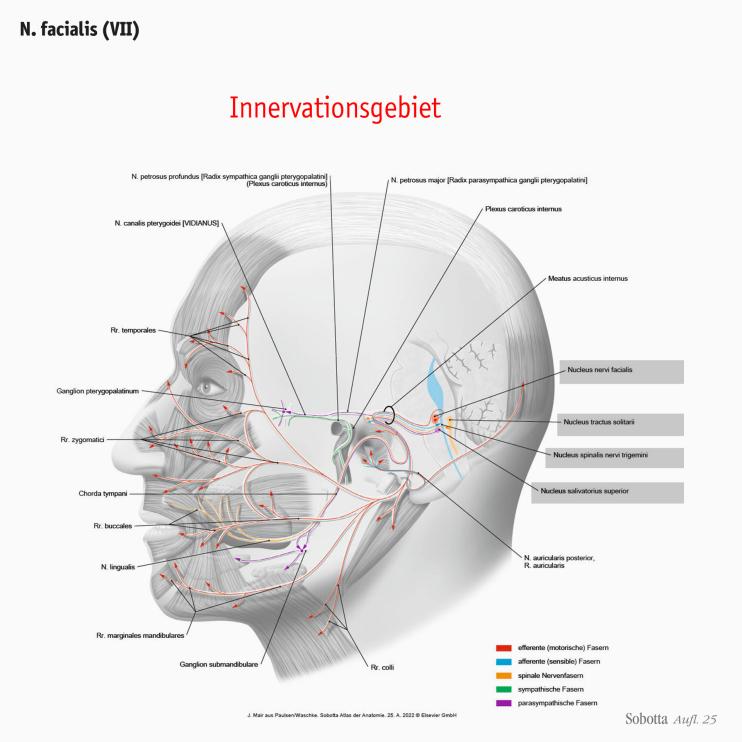 N. facialis (VII)
Innervationsgebiet
N. petrosus profundus [Radix sympathica ganglii pterygopalatini]
(Plexus caroticus internus)
N. petrosus major [Radix parasympathica ganglii pterygopalatini]
Plexus caroticus internus
N. canalis pterygoidei [VIDIANUS]
Meatus acusticus internus
Rr. temporales
Nucleus nervi facialis
Ganglion pterygopalatinum
Nucleus tractus solitarii
Rr. zygomatici
Nucleus spinalis nervi trigemini
Nucleus salivatorius superior
Chorda tympani
Rr. buccales
N. auricularis posterior,
R. auricularis
N. lingualis
Rr. marginales mandibulares
Ganglion submandibulare
Rr. colli
efferente (motorische) Fasern
afferente (sensible) Fasern
spinale Nervenfasern
sympathische Fasern
parasympathische Fasern
J. Mair aus Paulsen/Waschke. Sobotta Atlas der Anatomie. 25. A. 2022 © Elsevier GmbH
Sobotta Aufl. 25